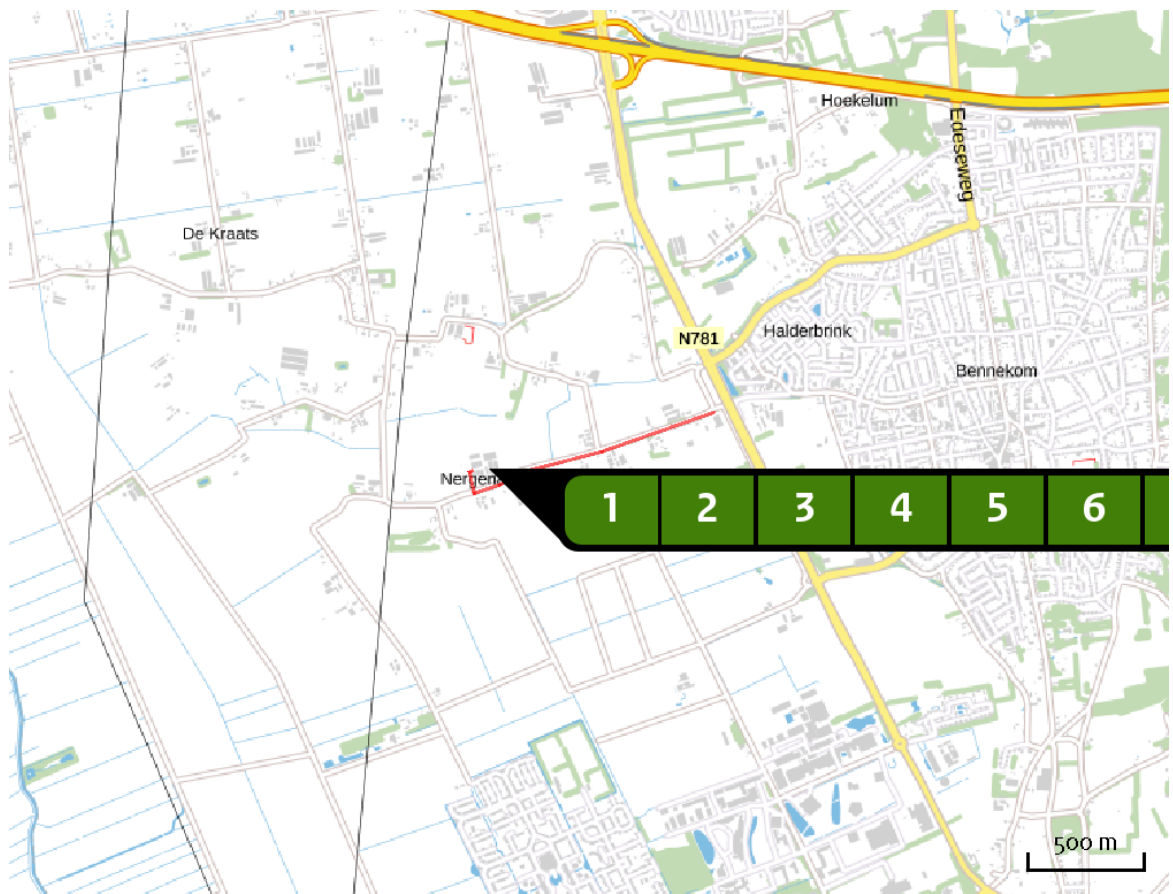 Hoekelum
Edeseweg
De Kraats
N781
Halderbrink
Bennekom
1 2 3 4 5 6
500 m